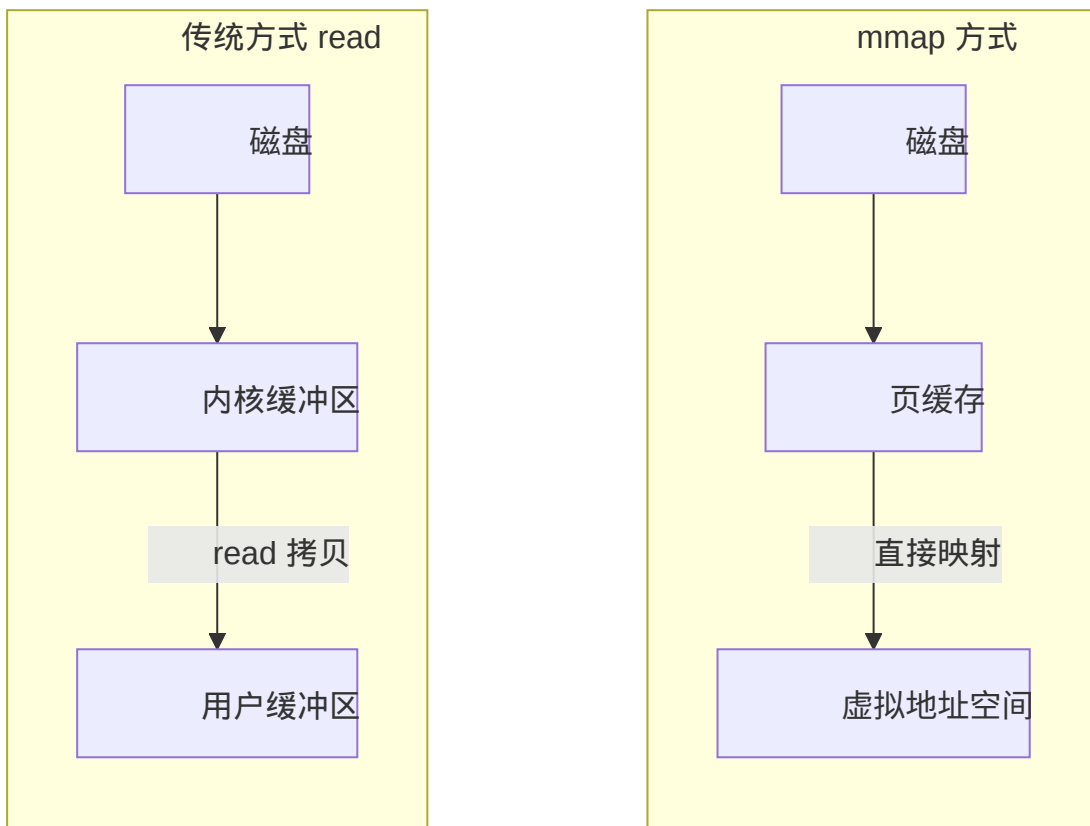 传统方式 read
磁盘
内核缓冲区
read 拷贝
用户缓冲区
mmap 方式
磁盘
页缓存
直接映射
虚拟地址空间